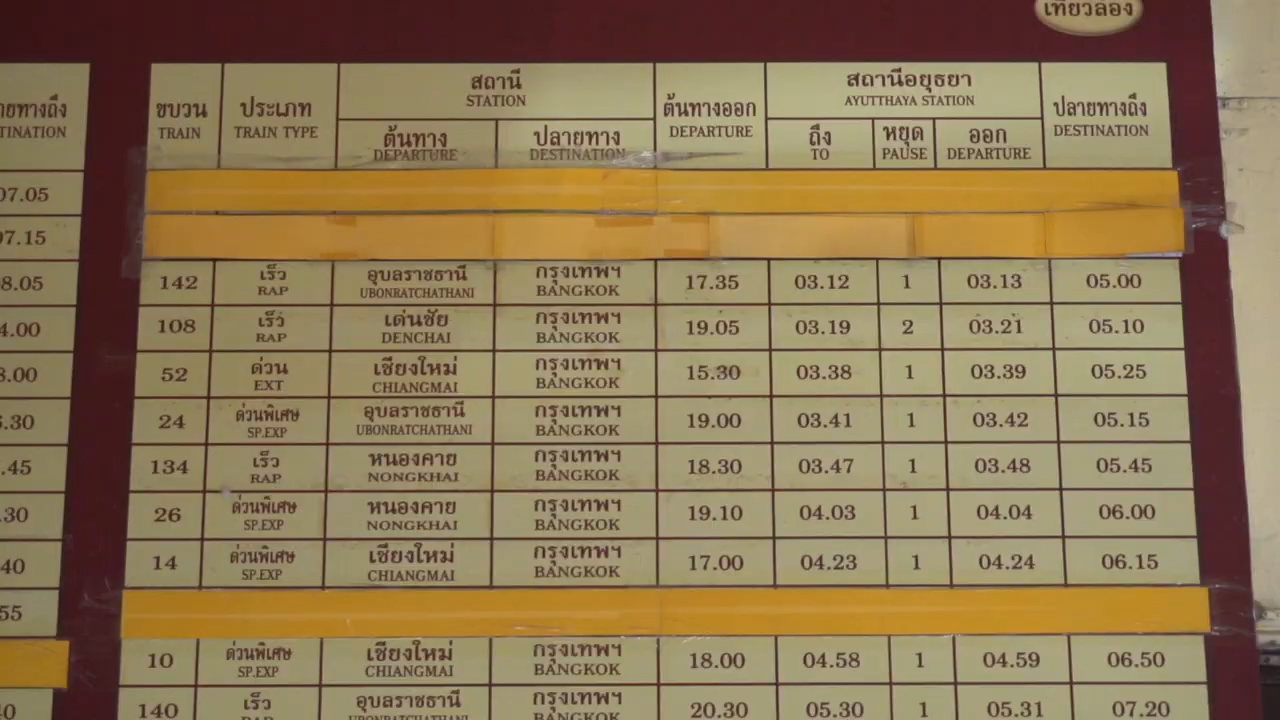 เที่ยวล่อง
ายทางถึง
TINATION
07.05
07.15
8.05
4.00
8.00
.30
.45
.30
40
55
ขบวน
TRAIN
ประเภท
TRAIN TYPE
สถานี
STATION
ต้นทาง
DEPARTURE
ปลายทาง
DESTINATION
ต้นทางออก
DEPARTURE
สถานีอยุธยา
AYUTTHAYA STATION
ถึง
TO
หยุด
PAUSE
ออก
DEPARTURE
ปลายทางถึง
DESTINATION
142 เร็ว อุบลราชธานี กรุงเทพฯ 17.35 03.12 1 03.13 05.00
RAP UBONRATCHATHANI BANGKOK
108 เร็ว เด่นชัย กรุงเทพฯ 19.05 03.19 2 03.21 05.10
RAP DENCHAI BANGKOK
52 ด่วน เชียงใหม่ กรุงเทพฯ 15.30 03.38 1 03.39 05.25
EXT CHIANGMAI BANGKOK
24 ด่วนพิเศษ อุบลราชธานี กรุงเทพฯ 19.00 03.41 1 03.42 05.15
SP.EXP UBONRATCHATHANI BANGKOK
134 เร็ว หนองคาย กรุงเทพฯ 18.30 03.47 1 03.48 05.45
RAP NONGKHAI BANGKOK
26 ด่วนพิเศษ หนองคาย กรุงเทพฯ 19.10 04.03 1 04.04 06.00
SP.EXP NONGKHAI BANGKOK
14 ด่วนพิเศษ เชียงใหม่ กรุงเทพฯ 17.00 04.23 1 04.24 06.15
SP.EXP CHIANGMAI BANGKOK
10 ด่วนพิเศษ เชียงใหม่ กรุงเทพฯ 18.00 04.58 1 04.59 06.50
SP.EXP CHIANGMAI BANGKOK
140 เร็ว อุบลราชธานี กรุงเทพฯ 20.30 05.30 1 05.31 07.20
RAP UBONRATCHATHANI BANGKOK